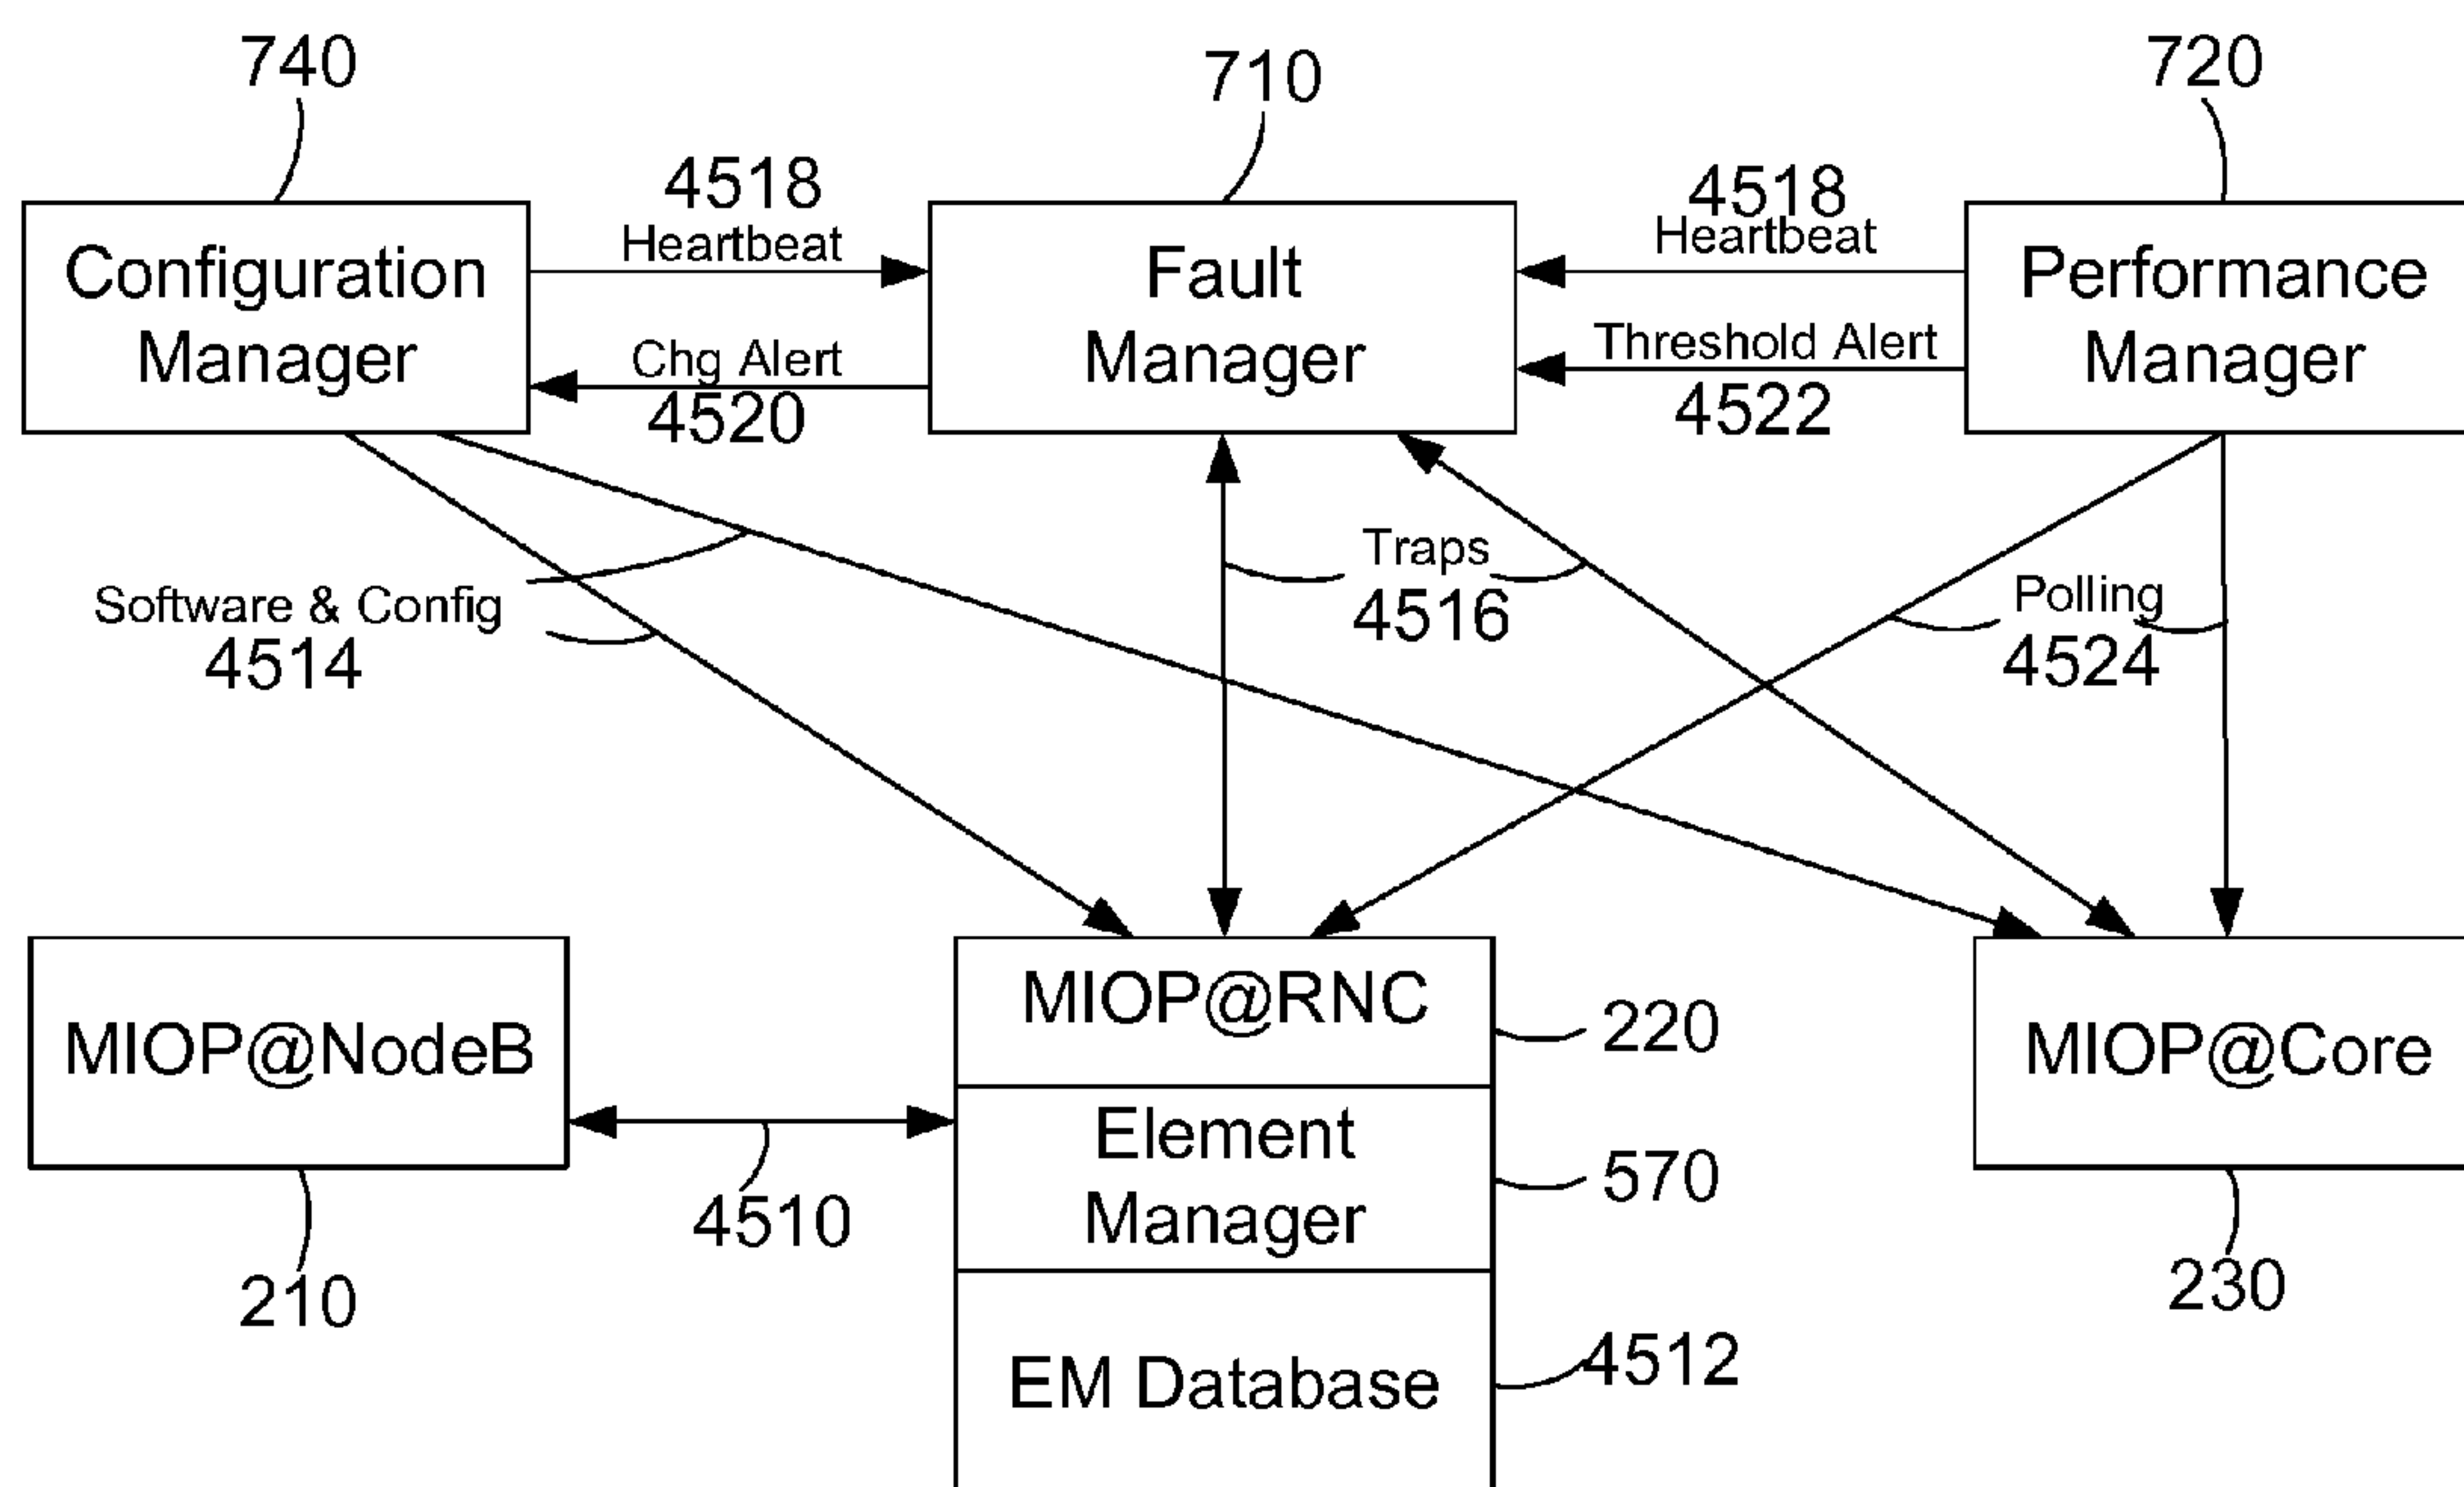 740
710
720
4518
Heartbeat
4518
Heartbeat
Configuration
Manager
Fault
Manager
Performance
Manager
Chg Alert
4520
Threshold Alert
4522
Software & Config
4514
Traps
4516
Polling
4524
MIOP@NodeB
MIOP@RNC
220
MIOP@Core
Element
Manager
570
4510
210
230
EM Database
4512